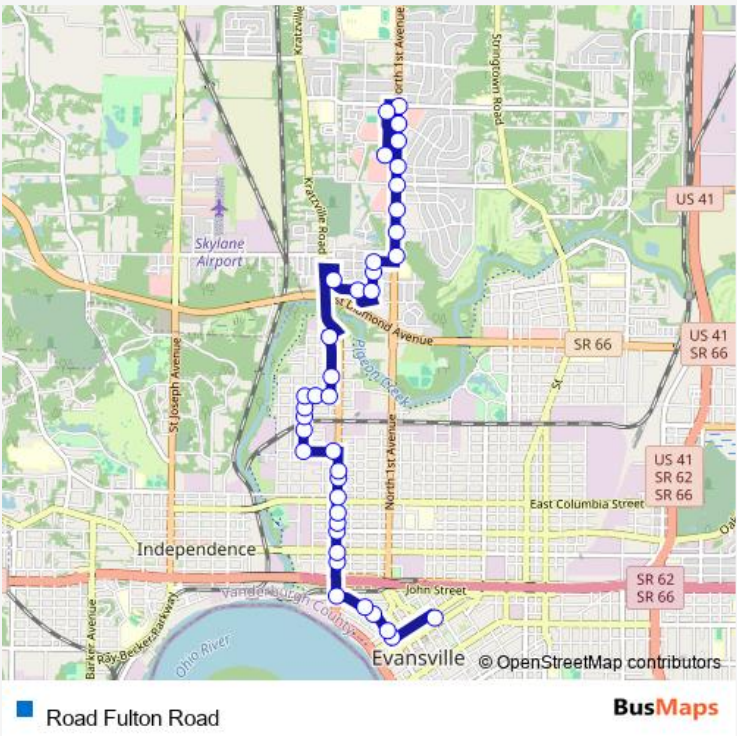 Kratzville
orth 1st Avenue
Stringtown Road
US 41
Kratzville Road
Skylane
Airport
st Diamond Avenue
SR 66
US 41
SR 66
St Joseph Avenue
Pigeon Creek
St.
North 1st Avenue
US 41
SR 62
SR 66
East Columbia Street
Oak
Independence
SR 62
SR 66
John Street
Vanderburgh County
Barker Avenue
Ray-Becker-Parkway
Ohio River
Evansville
© OpenStreetMap contributors
Road Fulton Road
BusMaps